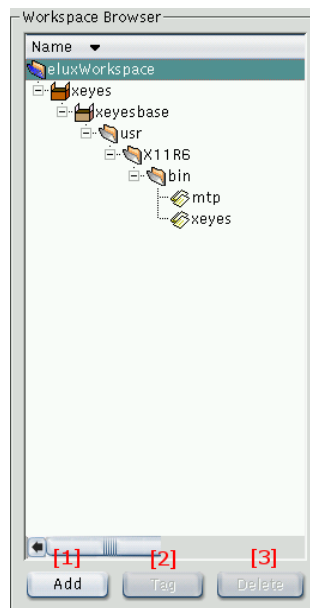 Workspace Browser
Name
eluxWorkspace
xeyes
xeyesbase
usr
X11R6
bin
mtp
xeyes
[1] [2] [3]
Add Tag Delete